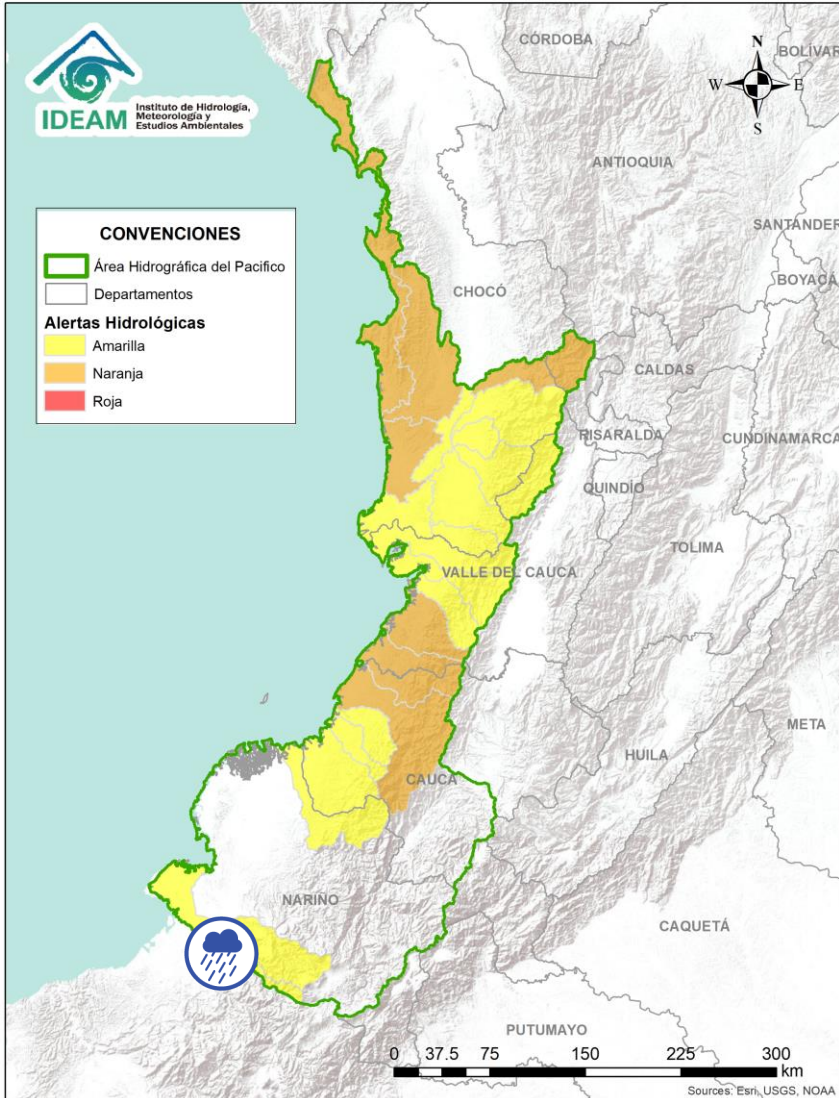 IDEAM
Instituto de Hidrología,
Meteorología y
Estudios Ambientales
CÓRDOBA
BOLÍVAR
N
W
E
S
ANTIOQUIA
SANTANDER
BOYACÁ
CONVENCIONES
Área Hidrográfica del Pacifico
Departamentos
Alertas Hidrológicas
Amarilla
Naranja
Roja
CHOCÓ
CALDAS
RISARALDA
CUNDINAMARCA
QUINDÍO
TOLIMA
VALLE DEL CAUCA
META
HUILA
CAUCA
NARIÑO
CAQUETÁ
PUTUMAYO
0 37.5 75 150 225 300
km
Sources: Esri, USGS, NOAA